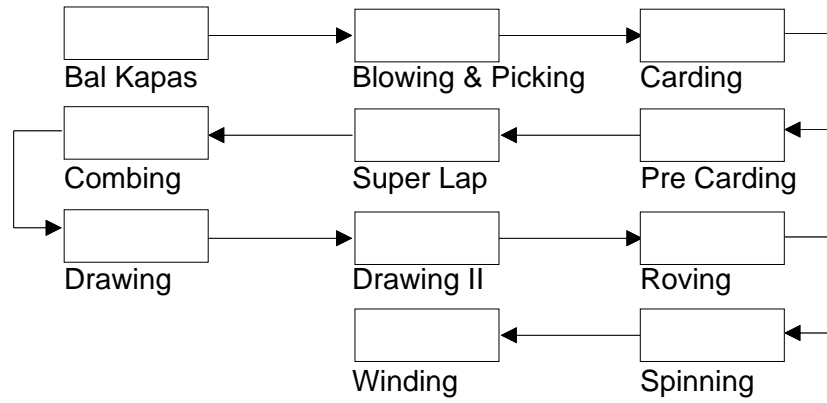 Bal Kapas Blowing & Picking Carding
Combing Super Lap Pre Carding
Drawing Drawing II Roving
Winding Spinning